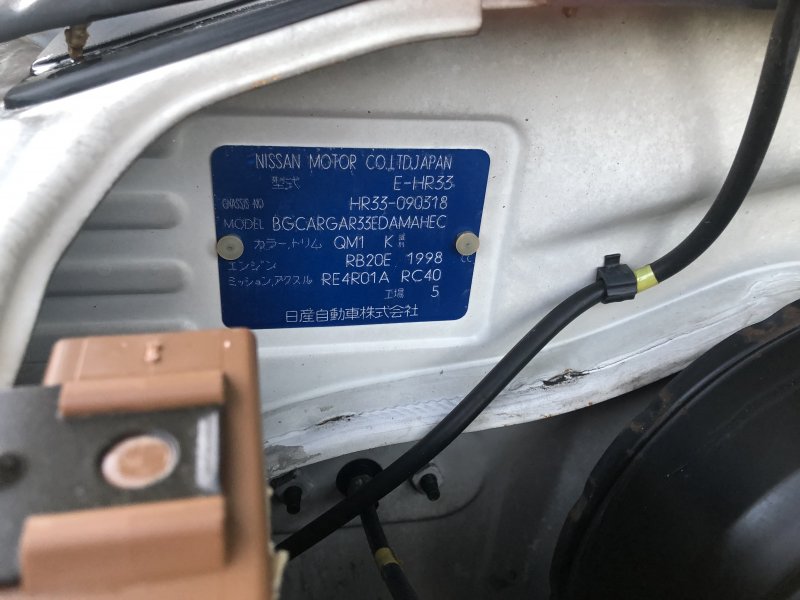 NISSAN MOTOR CO.,LTD.JAPAN
型式 E-HR33
CHASSIS NO HR33-090318
MODEL BGCARGAR33EDAMAHEC
カラー,トリム QM1 K
エンジン RB20E 1998 CC
ミッション,アクスル RE4R01A RC40
工場 5
日産自動車株式会社